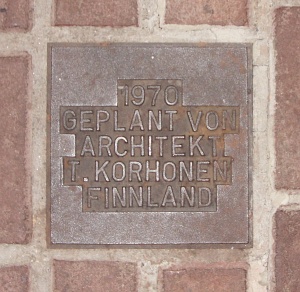 1970
GEPLANT VON
ARCHITEKT
T. KORHONEN
FINNLAND